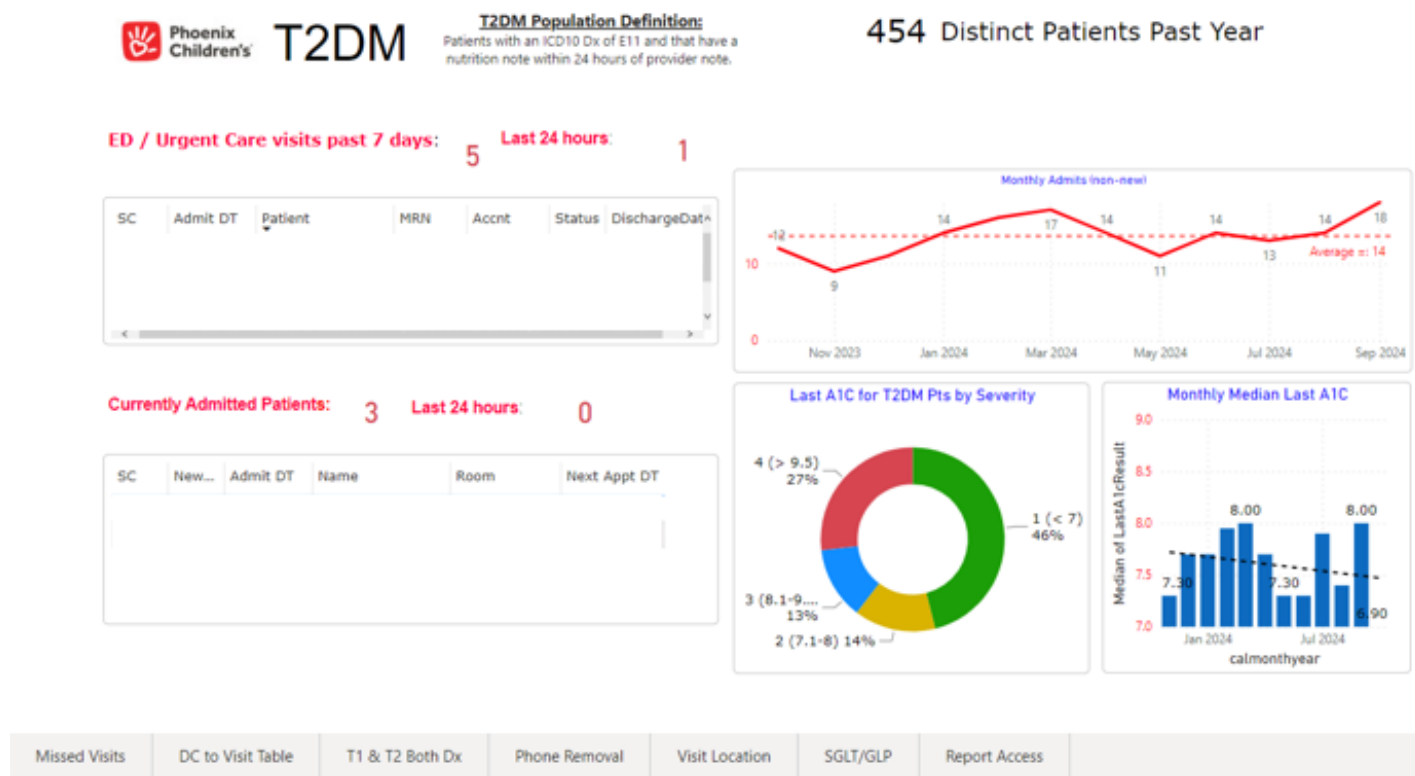 Phoenix
Children's
T2DM
T2DM Population Definition:
Patients with an ICD10 Dx of E11 and that have a
nutrition note within 24 hours of provider note.
454 Distinct Patients Past Year
ED / Urgent Care visits past 7 days: 5 Last 24 hours: 1
SC Admit DT Patient MRN Accnt Status DischargeDat
Monthly Admits (non-new)
12 9 14 17 14 11 14 13 14 18
Average =: 14
10
0
Nov 2023 Jan 2024 Mar 2024 May 2024 Jul 2024 Sep 2024
Currently Admitted Patients: 3 Last 24 hours: 0
SC New... Admit DT Name Room Next Appt DT
Last A1C for T2DM Pts by Severity
4 (> 9.5)
27%
1 (< 7)
46%
3 (8.1-9....
13%
2 (7.1-8) 14%
Monthly Median Last A1C
Median of LastA1cResult
9.0
8.5
8.0
7.5
7.0
7.30 8.00 7.30 8.00 6.90
Jan 2024 Jul 2024
calmonthyear
Missed Visits DC to Visit Table T1 & T2 Both Dx Phone Removal Visit Location SGLT/GLP Report Access